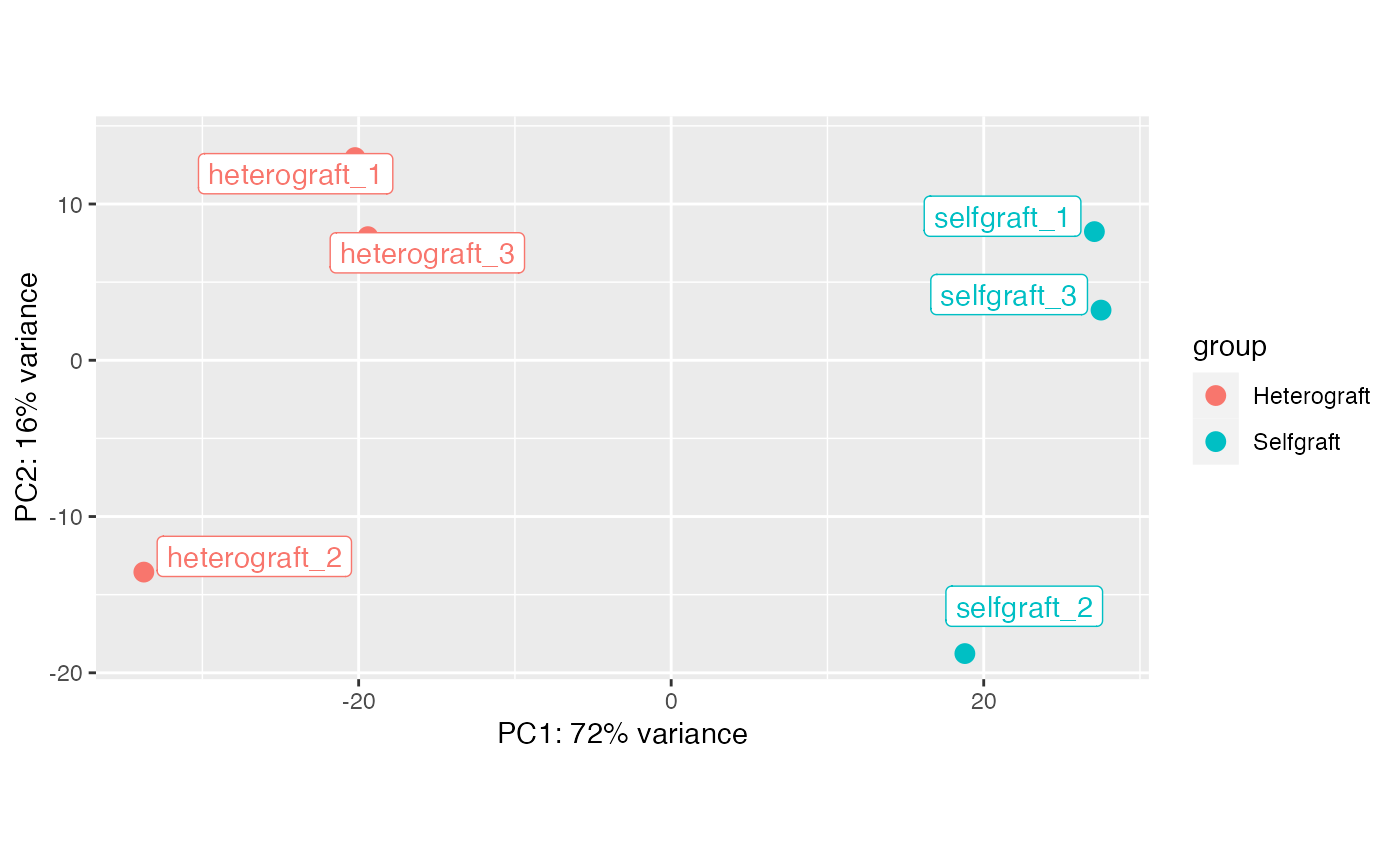 heterograft_1
heterograft_3
selfgraft_1
selfgraft_3
heterograft_2
selfgraft_2
10
0
-10
-20
-20
0
20
PC1: 72% variance
PC2: 16% variance
group
Heterograft
Selfgraft